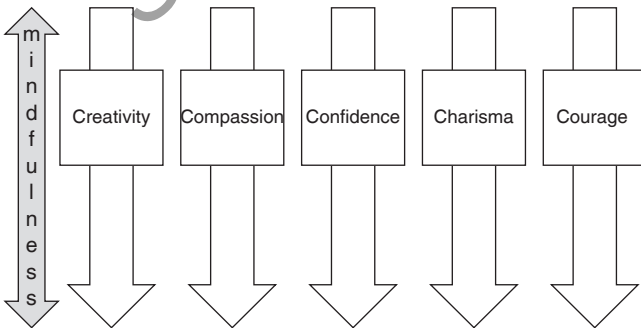 mindfulness
Creativity
Compassion
Confidence
Charisma
Courage